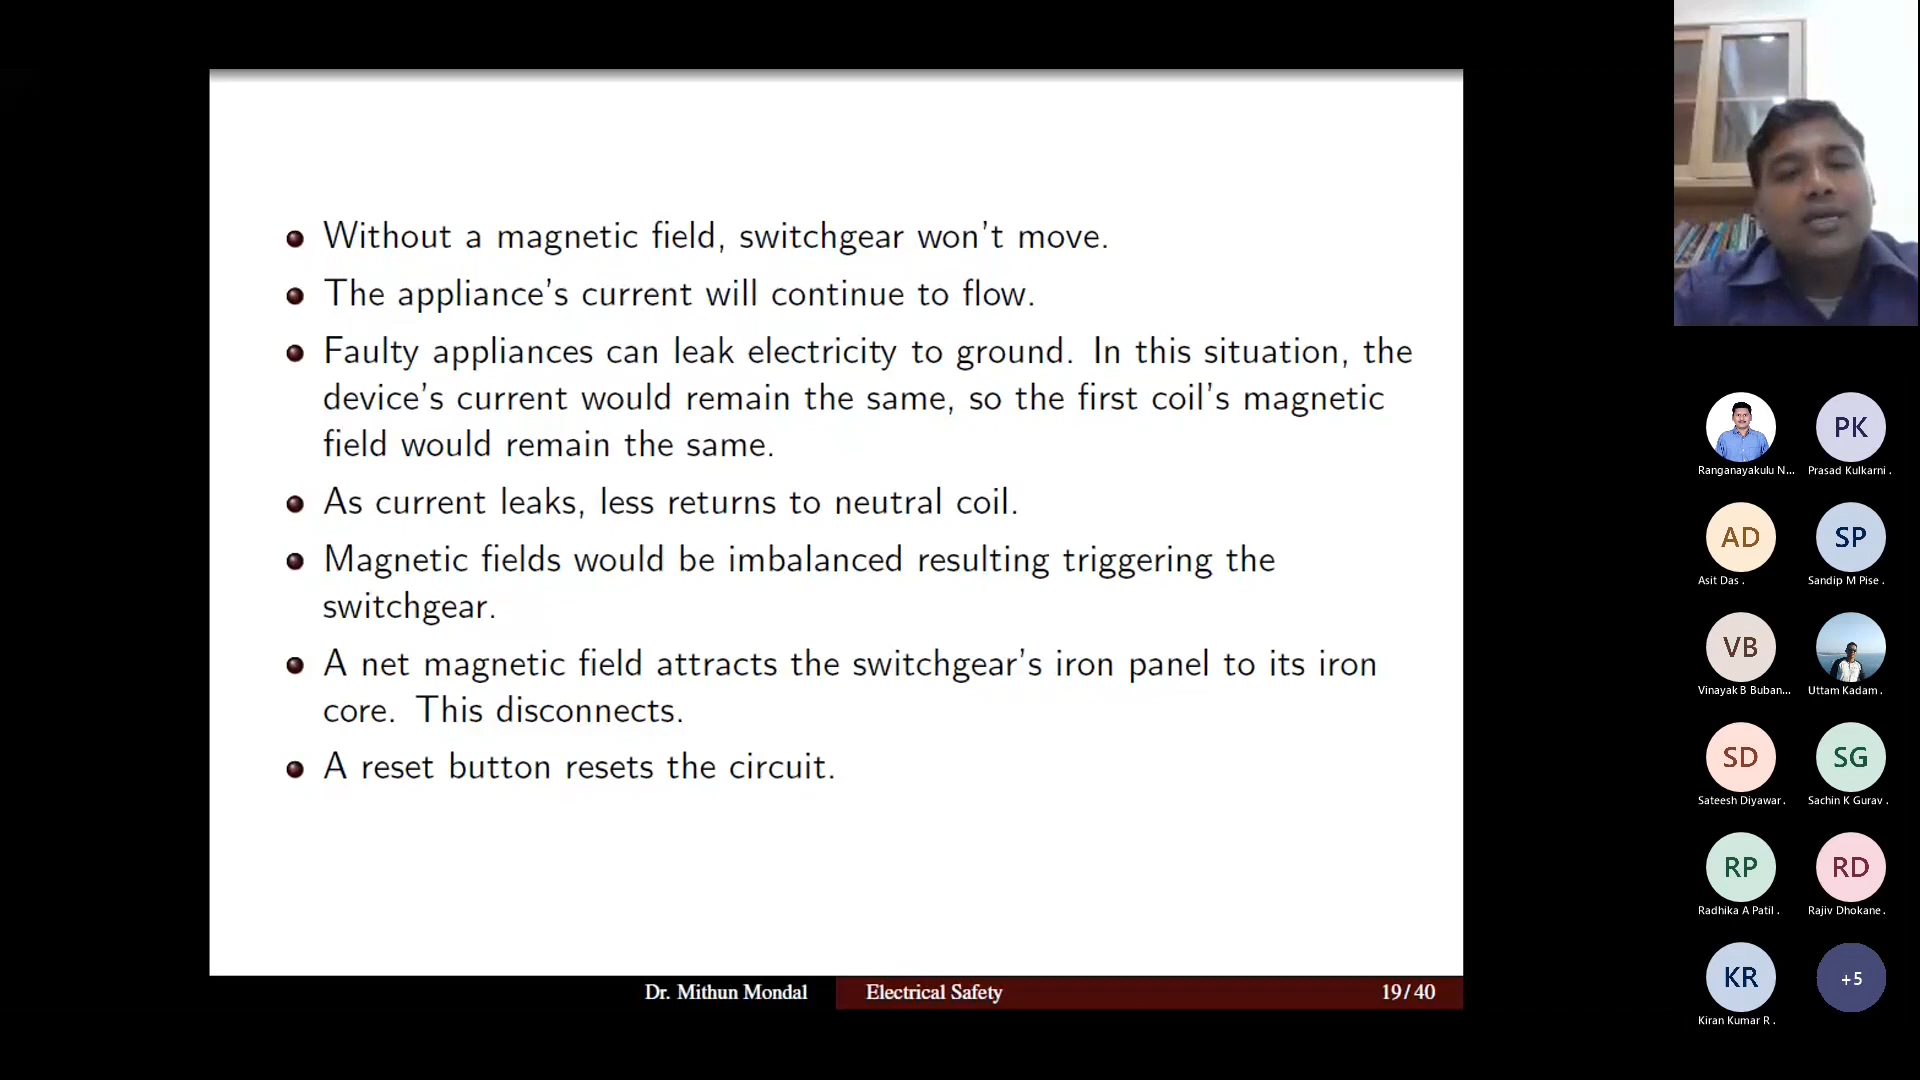 Without a magnetic field, switchgear won't move.
The appliance's current will continue to flow.
Faulty appliances can leak electricity to ground. In this situation, the
device's current would remain the same, so the first coil's magnetic
field would remain the same.
As current leaks, less returns to neutral coil.
Magnetic fields would be imbalanced resulting triggering the
switchgear.
A net magnetic field attracts the switchgear's iron panel to its iron
core. This disconnects.
A reset button resets the circuit.
Dr. Mithun Mondal
Electrical Safety
19/40
PK
Ranganayakulu N...
Prasad Kulkarni .
AD
SP
Asit Das .
Sandip M Pise .
VB
Vinayak B Buban...
Uttam Kadam .
SD
SG
Sateesh Diyawar .
Sachin K Gurav .
RP
RD
Radhika A Patil .
Rajiv Dhokane .
KR
+5
Kiran Kumar R .